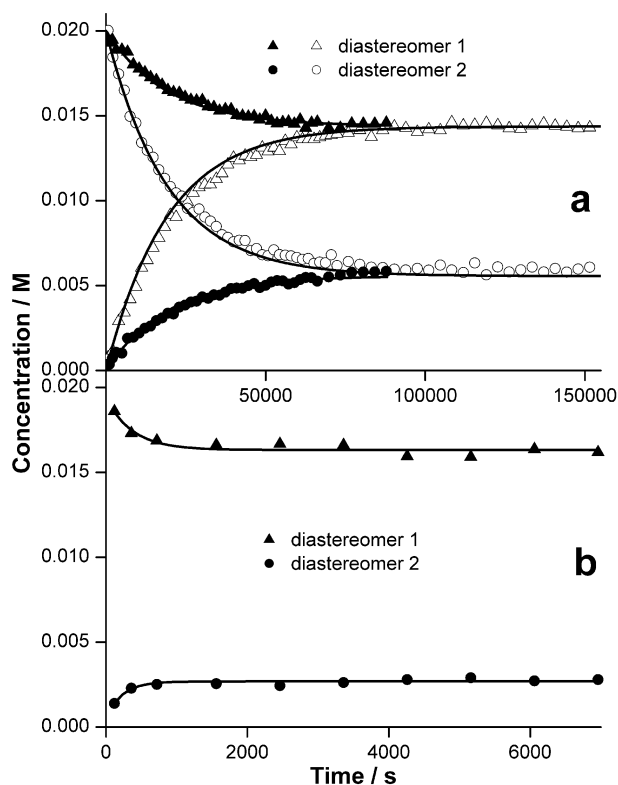 0.020
diastereomer 1
diastereomer 2
0.015
0.010
a
0.005
0.000
50000 100000 150000
Concentration / M
0.020
0.015
diastereomer 1
diastereomer 2
0.010
b
0.005
0.000
0 2000 4000 6000
Time / s